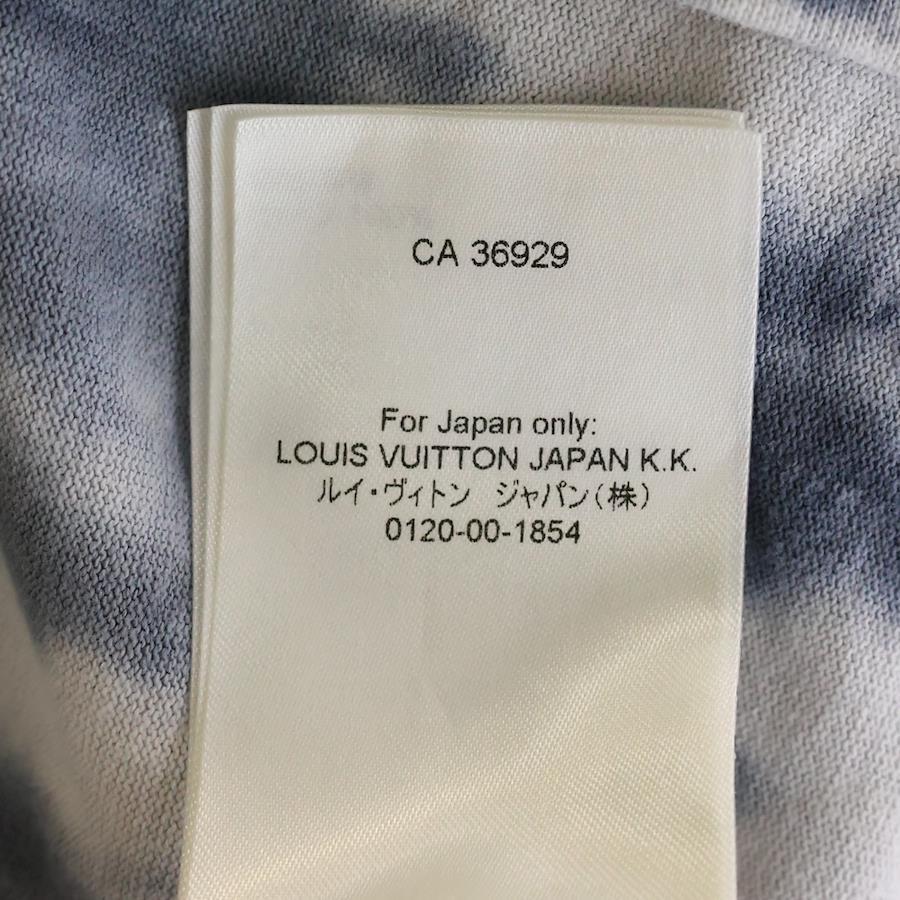 CA 36929
For Japan only:
LOUIS VUITTON JAPAN K.K.
ルイ・ヴィトン　ジャパン(株)
0120-00-1854